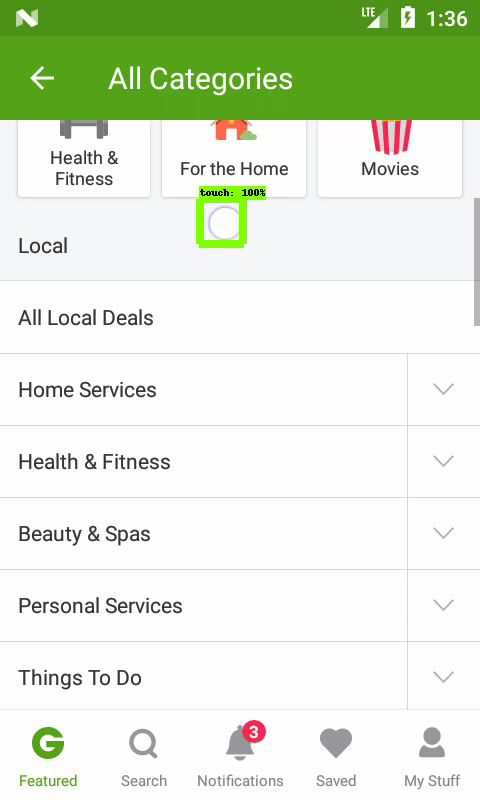 LTE 1:36
All Categories
Health &
Fitness
For the Home
Movies
touch: 100%
Local
All Local Deals
Home Services
Health & Fitness
Beauty & Spas
Personal Services
Things To Do
3
Featured
Search
Notifications
Saved
My Stuff